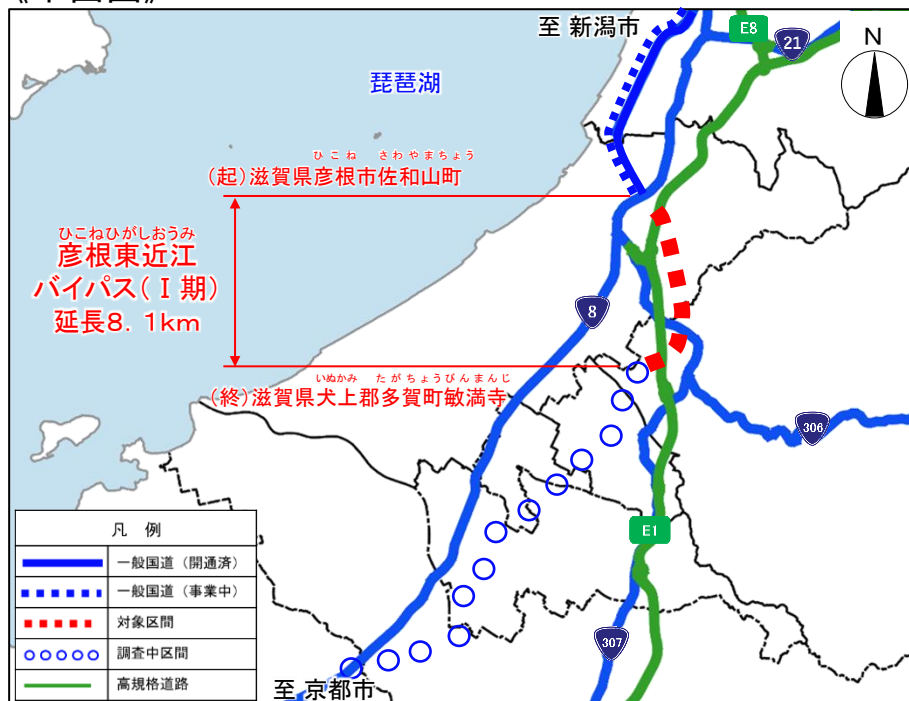 至 新潟市
E8
21
N
琵琶湖
ひこね さわやまちょう
(起)滋賀県彦根市佐和山町
ひこねひがしおうみ
彦根東近江
バイパス(Ⅰ期)
延長8.1km
8
いぬかみ たがちょうびんまんじ
(終)滋賀県犬上郡多賀町敏満寺
306
E1
307
凡 例
一般国道(開通済)
一般国道(事業中)
対象区間
調査中区間
高規格道路
至 京都市